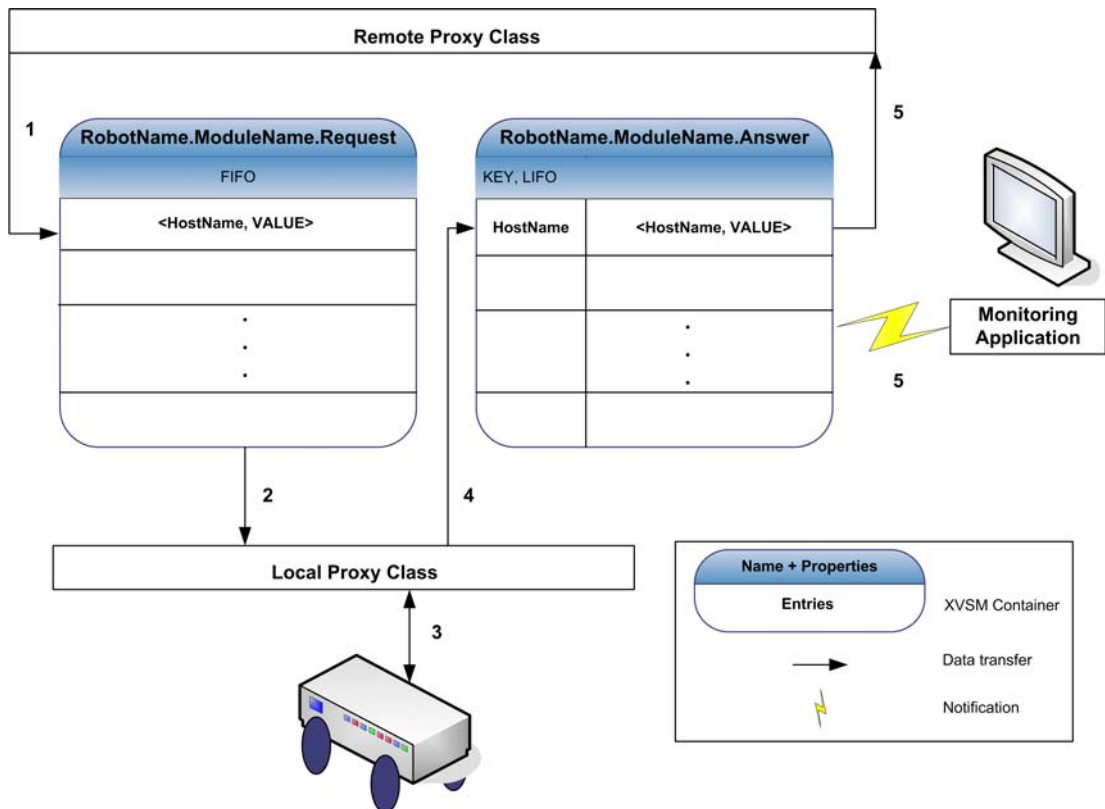 Remote Proxy Class
1
5
RobotName.ModuleName.Request
FIFO
<HostName, VALUE>
.
.
.
RobotName.ModuleName.Answer
KEY, LIFO
HostName
<HostName, VALUE>
.
.
.
Monitoring
Application
5
2
4
Local Proxy Class
3
Name + Properties
Entries
XVSM Container
Data transfer
Notification